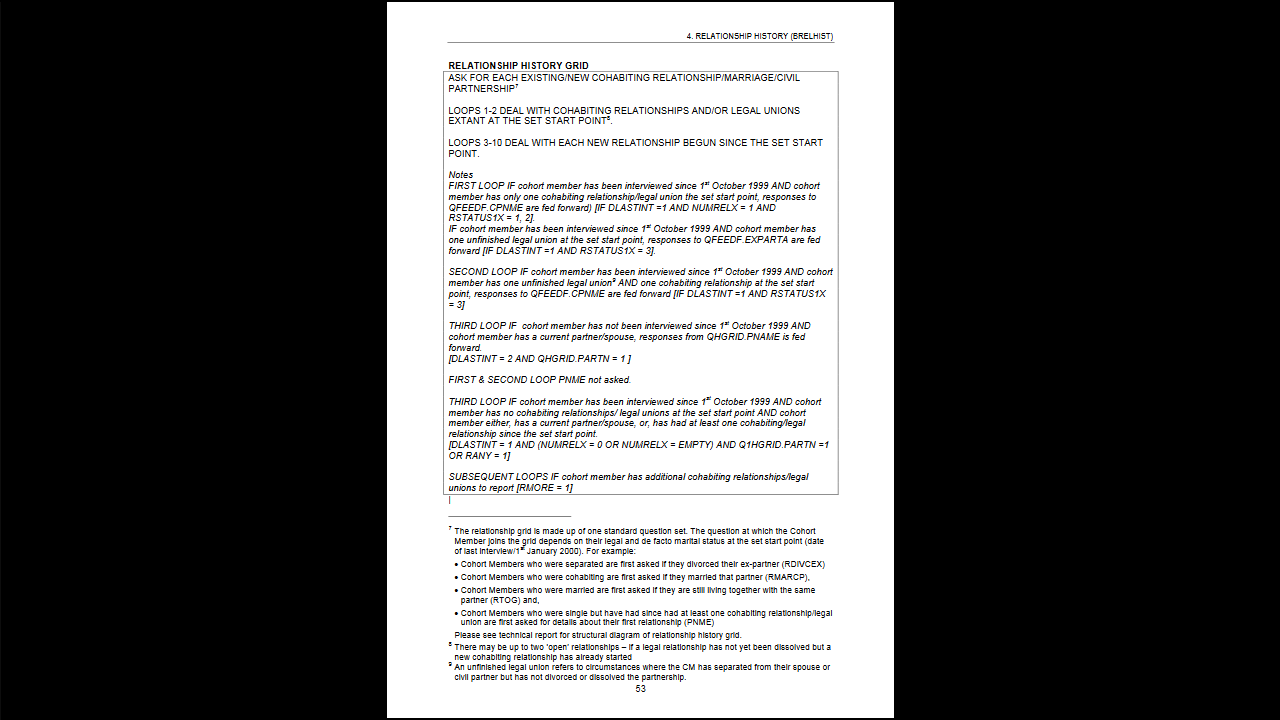 4. RELATIONSHIP HISTORY (BRELHIST)
RELATIONSHIP HISTORY GRID
ASK FOR EACH EXISTING/NEW COHABITING RELATIONSHIP/MARRIAGE/CIVIL
PARTNERSHIP7
LOOPS 1-2 DEAL WITH COHABITING RELATIONSHIPS AND/OR LEGAL UNIONS
EXTANT AT THE SET START POINT8.
LOOPS 3-10 DEAL WITH EACH NEW RELATIONSHIP BEGUN SINCE THE SET START
POINT.
Notes
FIRST LOOP IF cohort member has been interviewed since 1st October 1999 AND cohort
member has only one cohabiting relationship/legal union the set start point, responses to
QFEEDF.CPNME are fed forward) [IF DLASTINT =1 AND NUMRELX = 1 AND
RSTATUS1X = 1, 2].
IF cohort member has been interviewed since 1st October 1999 AND cohort member has
one unfinished legal union at the set start point, responses to QFEEDF.EXPARTA are fed
forward [IF DLASTINT =1 AND RSTATUS1X = 3].
SECOND LOOP IF cohort member has been interviewed since 1st October 1999 AND cohort
member has one unfinished legal union9 AND one cohabiting relationship at the set start
point, responses to QFEEDF.CPNME are fed forward [IF DLASTINT =1 AND RSTATUS1X
= 3]
THIRD LOOP IF  cohort member has not been interviewed since 1st October 1999 AND
cohort member has a current partner/spouse, responses from QHGRID.PNAME is fed
forward.
[DLASTINT = 2 AND QHGRID.PARTN = 1 ]
FIRST & SECOND LOOP PNME not asked.
THIRD LOOP IF cohort member has been interviewed since 1st October 1999 AND cohort
member has no cohabiting relationships/ legal unions at the set start point AND cohort
member either, has a current partner/spouse, or, has had at least one cohabiting/legal
relationship since the set start point.
[DLASTINT = 1 AND (NUMRELX = 0 OR NUMRELX = EMPTY) AND Q1HGRID.PARTN =1
OR RANY = 1]
SUBSEQUENT LOOPS IF cohort member has additional cohabiting relationships/legal
unions to report [RMORE = 1]
|
7 The relationship grid is made up of one standard question set. The question at which the Cohort
Member joins the grid depends on their legal and de facto marital status at the set start point (date
of last interview/1st January 2000). For example:
• Cohort Members who were separated are first asked if they divorced their ex-partner (RDIVCEX)
• Cohort Members who were cohabiting are first asked if they married that partner (RMARCP),
• Cohort Members who were married are first asked if they are still living together with the same
partner (RTOG) and,
• Cohort Members who were single but have had since had at least one cohabiting relationship/legal
union are first asked for details about their first relationship (PNME)
Please see technical report for structural diagram of relationship history grid.
8 There may be up to two 'open' relationships – if a legal relationship has not yet been dissolved but a
new cohabiting relationship has already started
9 An unfinished legal union refers to circumstances where the CM has separated from their spouse or
civil partner but has not divorced or dissolved the partnership.
53